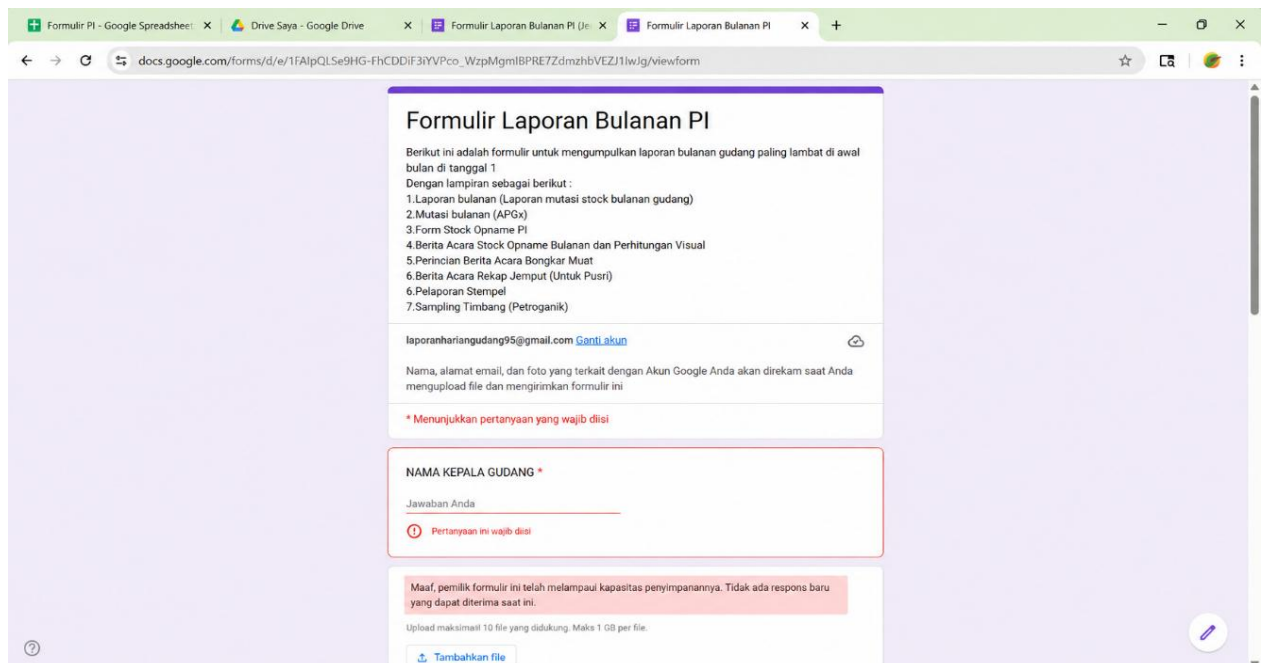 Formulir PI - Google Spreadsheet
Drive Saya - Google Drive
Formulir Laporan Bulanan PI (Je
Formulir Laporan Bulanan PI
docs.google.com/forms/d/e/1FAIpQLSe9HG-FhCDDiF3iYVPco_WzpMgmIBPRE7ZdmzhbVEZJ1IwJg/viewform
Formulir Laporan Bulanan PI
Berikut ini adalah formulir untuk mengumpulkan laporan bulanan gudang paling lambat di awal
bulan di tanggal 1
Dengan lampiran sebagai berikut :
1.Laporan bulanan (Laporan mutasi stock bulanan gudang)
2.Mutasi bulanan (APGx)
3.Form Stock Opname PI
4.Berita Acara Stock Opname Bulanan dan Perhitungan Visual
5.Perincian Berita Acara Bongkar Muat
6.Berita Acara Rekap Jemput (Untuk Pusri)
6.Pelaporan Stempel
7.Sampling Timbang (Petroganik)
laporanhariangudang95@gmail.com Ganti akun
Nama, alamat email, dan foto yang terkait dengan Akun Google Anda akan direkam saat Anda
mengupload file dan mengirimkan formulir ini
* Menunjukkan pertanyaan yang wajib diisi
NAMA KEPALA GUDANG *
Jawaban Anda
Pertanyaan ini wajib diisi
Maaf, pemilik formulir ini telah melampaui kapasitas penyimpanannya. Tidak ada respons baru
yang dapat diterima saat ini.
Upload maksimal 10 file yang didukung. Maks 1 GB per file.
Tambahkan file